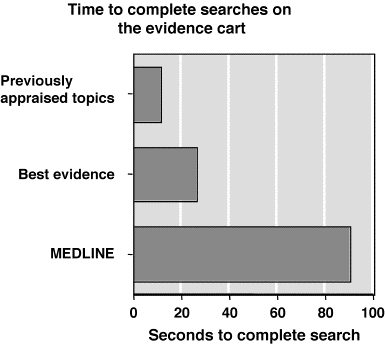 Time to complete searches on
the evidence cart
Previously
appraised topics
Best evidence
MEDLINE
0 20 40 60 80 100
Seconds to complete search